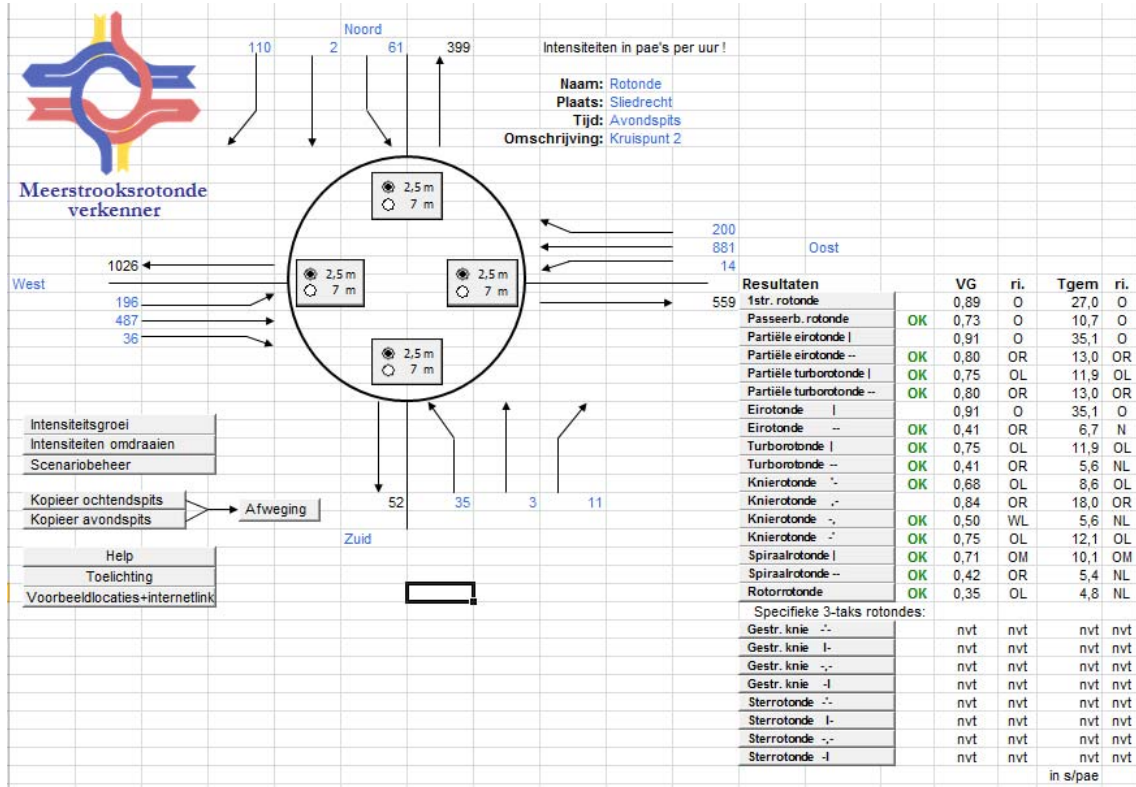 Noord
110 2 61 399 Intensiteiten in pae's per uur !
Naam: Rotonde
Plaats: Sliedrecht
Tijd: Avondspits
Omschrijving: Kruispunt 2
Meerstrooksrotonde
verkenner
2,5 m
7 m
200
881 Oost
14
1026
West
2,5 m
7 m
2,5 m
7 m
196
487
36
559
2,5 m
7 m
52 35 3 11
Zuid
Intensiteitsgroei
Intensiteiten omdraaien
Scenariobeheer
Kopieer ochtendspits
Kopieer avondspits
Afweging
Help
Toelichting
Voorbeeldlocaties+internetlink
Resultaten VG ri. Tgem ri.
1str. rotonde 0,89 O 27,0 O
Passeerb. rotonde OK 0,73 O 10,7 O
Partiële eirotonde | 0,91 O 35,1 O
Partiële eirotonde -- OK 0,80 OR 13,0 OR
Partiële turborotonde | OK 0,75 OL 11,9 OL
Partiële turborotonde -- OK 0,80 OR 13,0 OR
Eirotonde | 0,91 O 35,1 O
Eirotonde -- OK 0,41 OR 6,7 N
Turborotonde | OK 0,75 OL 11,9 OL
Turborotonde -- OK 0,41 OR 5,6 NL
Knierotonde '- OK 0,68 OL 8,6 OL
Knierotonde ,- 0,84 OR 18,0 OR
Knierotonde -, OK 0,50 WL 5,6 NL
Knierotonde -' OK 0,75 OL 12,1 OL
Spiraalrotonde | OK 0,71 OM 10,1 OM
Spiraalrotonde -- OK 0,42 OR 5,4 NL
Rotorrotonde OK 0,35 OL 4,8 NL
Specifieke 3-taks rotondes:
Gestr. knie -'- nvt nvt nvt nvt
Gestr. knie |- nvt nvt nvt nvt
Gestr. knie -,- nvt nvt nvt nvt
Gestr. knie -| nvt nvt nvt nvt
Sterrotonde -'- nvt nvt nvt nvt
Sterrotonde |- nvt nvt nvt nvt
Sterrotonde -,- nvt nvt nvt nvt
Sterrotonde -| nvt nvt nvt nvt
in s/pae